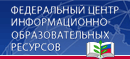 ФЕДЕРАЛЬНЫЙ ЦЕНТР
ИНФОРМАЦИОННО-
ОБРАЗОВАТЕЛЬНЫХ
РЕСУРСОВ